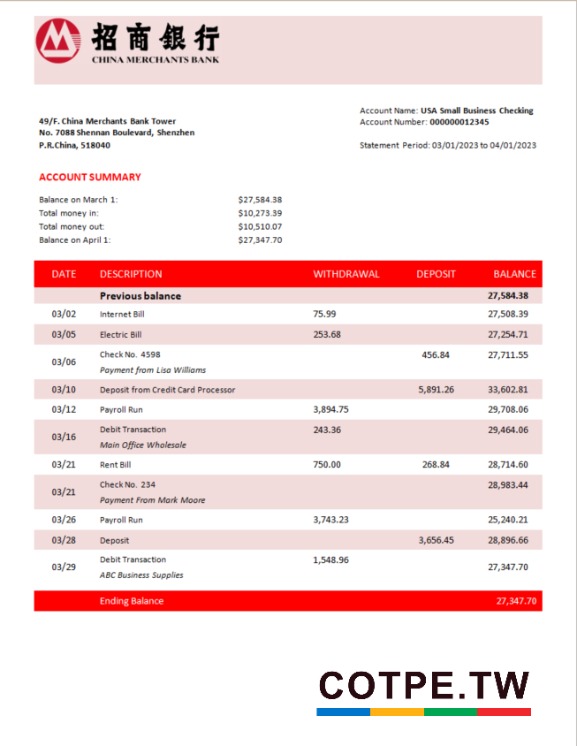 招商銀行
CHINA MERCHANTS BANK
49/F. China Merchants Bank Tower
No. 7088 Shennan Boulevard, Shenzhen
P.R.China, 518040
Account Name: USA Small Business Checking
Account Number: 000000012345
Statement Period: 03/01/2023 to 04/01/2023
ACCOUNT SUMMARY
Balance on March 1: $27,584.38
Total money in: $10,273.39
Total money out: $10,510.07
Balance on April 1: $27,347.70
DATE DESCRIPTION WITHDRAWAL DEPOSIT BALANCE
Previous balance 27,584.38
03/02 Internet Bill 75.99 27,508.39
03/05 Electric Bill 253.68 27,254.71
03/06 Check No. 4598 456.84 27,711.55
Payment from Lisa Williams
03/10 Deposit from Credit Card Processor 5,891.26 33,602.81
03/12 Payroll Run 3,894.75 29,708.06
03/16 Debit Transaction 243.36 29,464.06
Main Office Wholesale
03/21 Rent Bill 750.00 268.84 28,714.60
03/21 Check No. 234 28,983.44
Payment From Mark Moore
03/26 Payroll Run 3,743.23 25,240.21
03/28 Deposit 3,656.45 28,896.66
03/29 Debit Transaction 1,548.96 27,347.70
ABC Business Supplies
Ending Balance 27,347.70
COTPE.TW